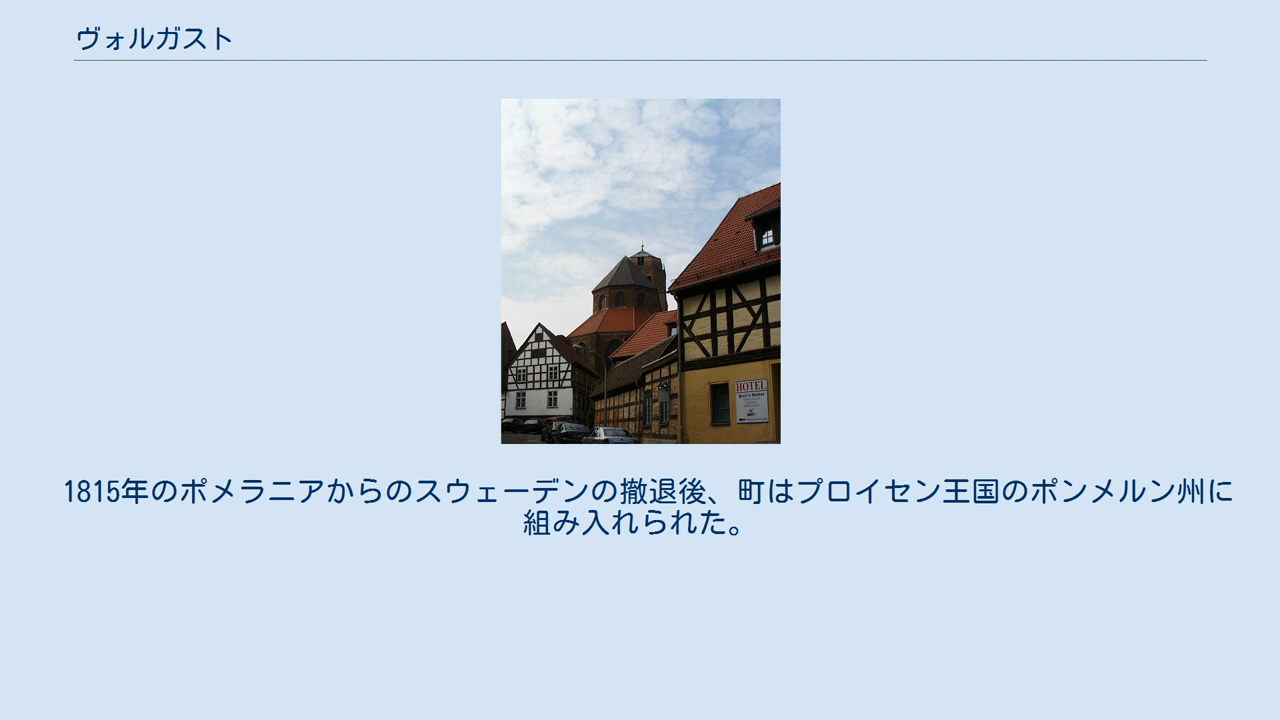 ヴォルガスト
HOTEL
1815年のポメラニアからのスウェーデンの撤退後、町はプロイセン王国のポンメルン州に
組み入れられた。